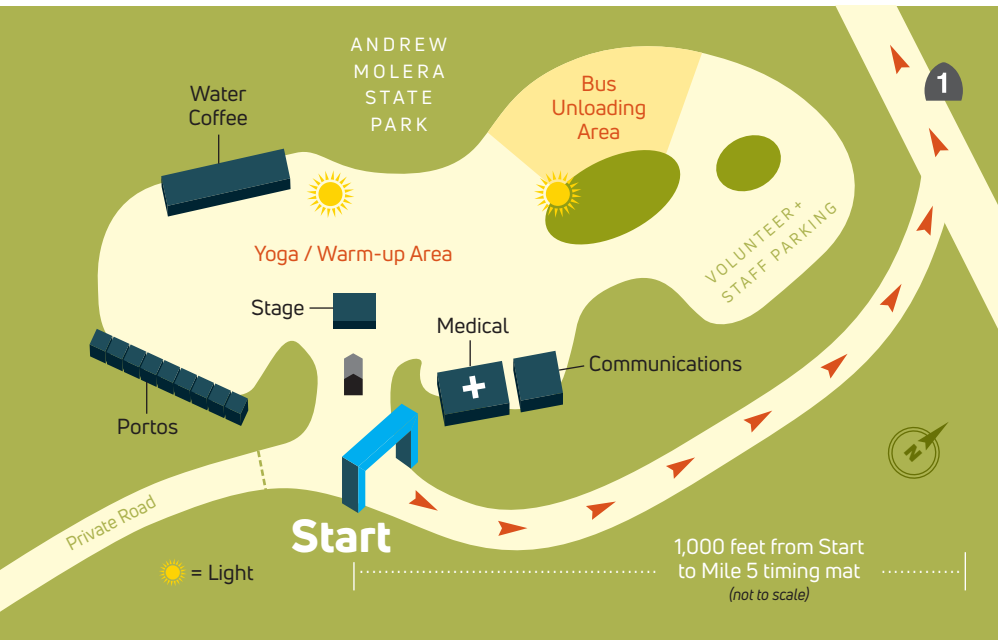 ANDREW
MOLERA
STATE
PARK
Water
Coffee
Bus
Unloading
Area
1
VOLUNTEER+
STAFF PARKING
Yoga / Warm-up Area
Stage
Medical
Communications
Portos
N
Private Road
Start
= Light
1,000 feet from Start
to Mile 5 timing mat
(not to scale)